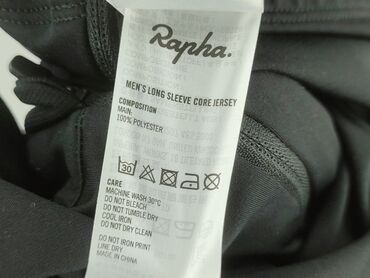 Rapha.
MEN'S LONG SLEEVE CORE JERSEY
COMPOSITION
MAIN:
100% POLYESTER
30
CARE
MACHINE WASH 30°C
DO NOT BLEACH
DO NOT TUMBLE DRY
COOL IRON
DO NOT DRY CLEAN
DO NOT IRON PRINT
LINE DRY
MADE IN CHINA